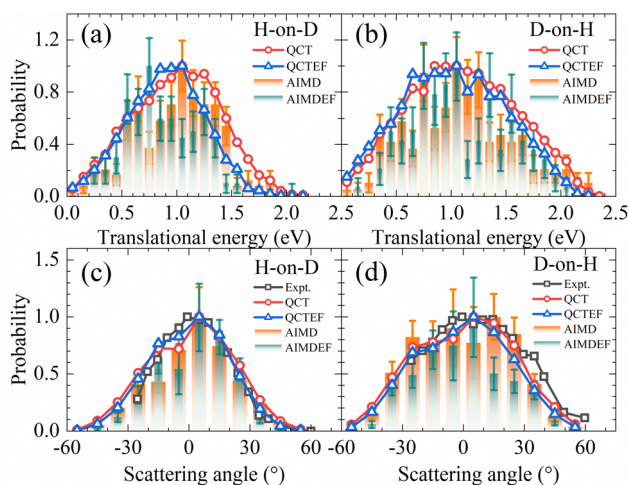 (a)
H-on-D
QCT
QCTEF
AIMD
AIMDEF
(b)
D-on-H
QCT
QCTEF
AIMD
AIMDEF
Probability
1.2
0.8
0.4
0.0
0.0 0.5 1.0 1.5 2.0 2.5 0.5 1.0 1.5 2.0 2.5
Translational energy (eV)
Translational energy (eV)
(c)
H-on-D
Expt.
QCT
QCTEF
AIMD
AIMDEF
(d)
D-on-H
Expt.
QCT
QCTEF
AIMD
AIMDEF
Probability
1.5
1.0
0.5
0.0
-60 -30 0 30 60 -30 0 30 60
Scattering angle (°)
Scattering angle (°)